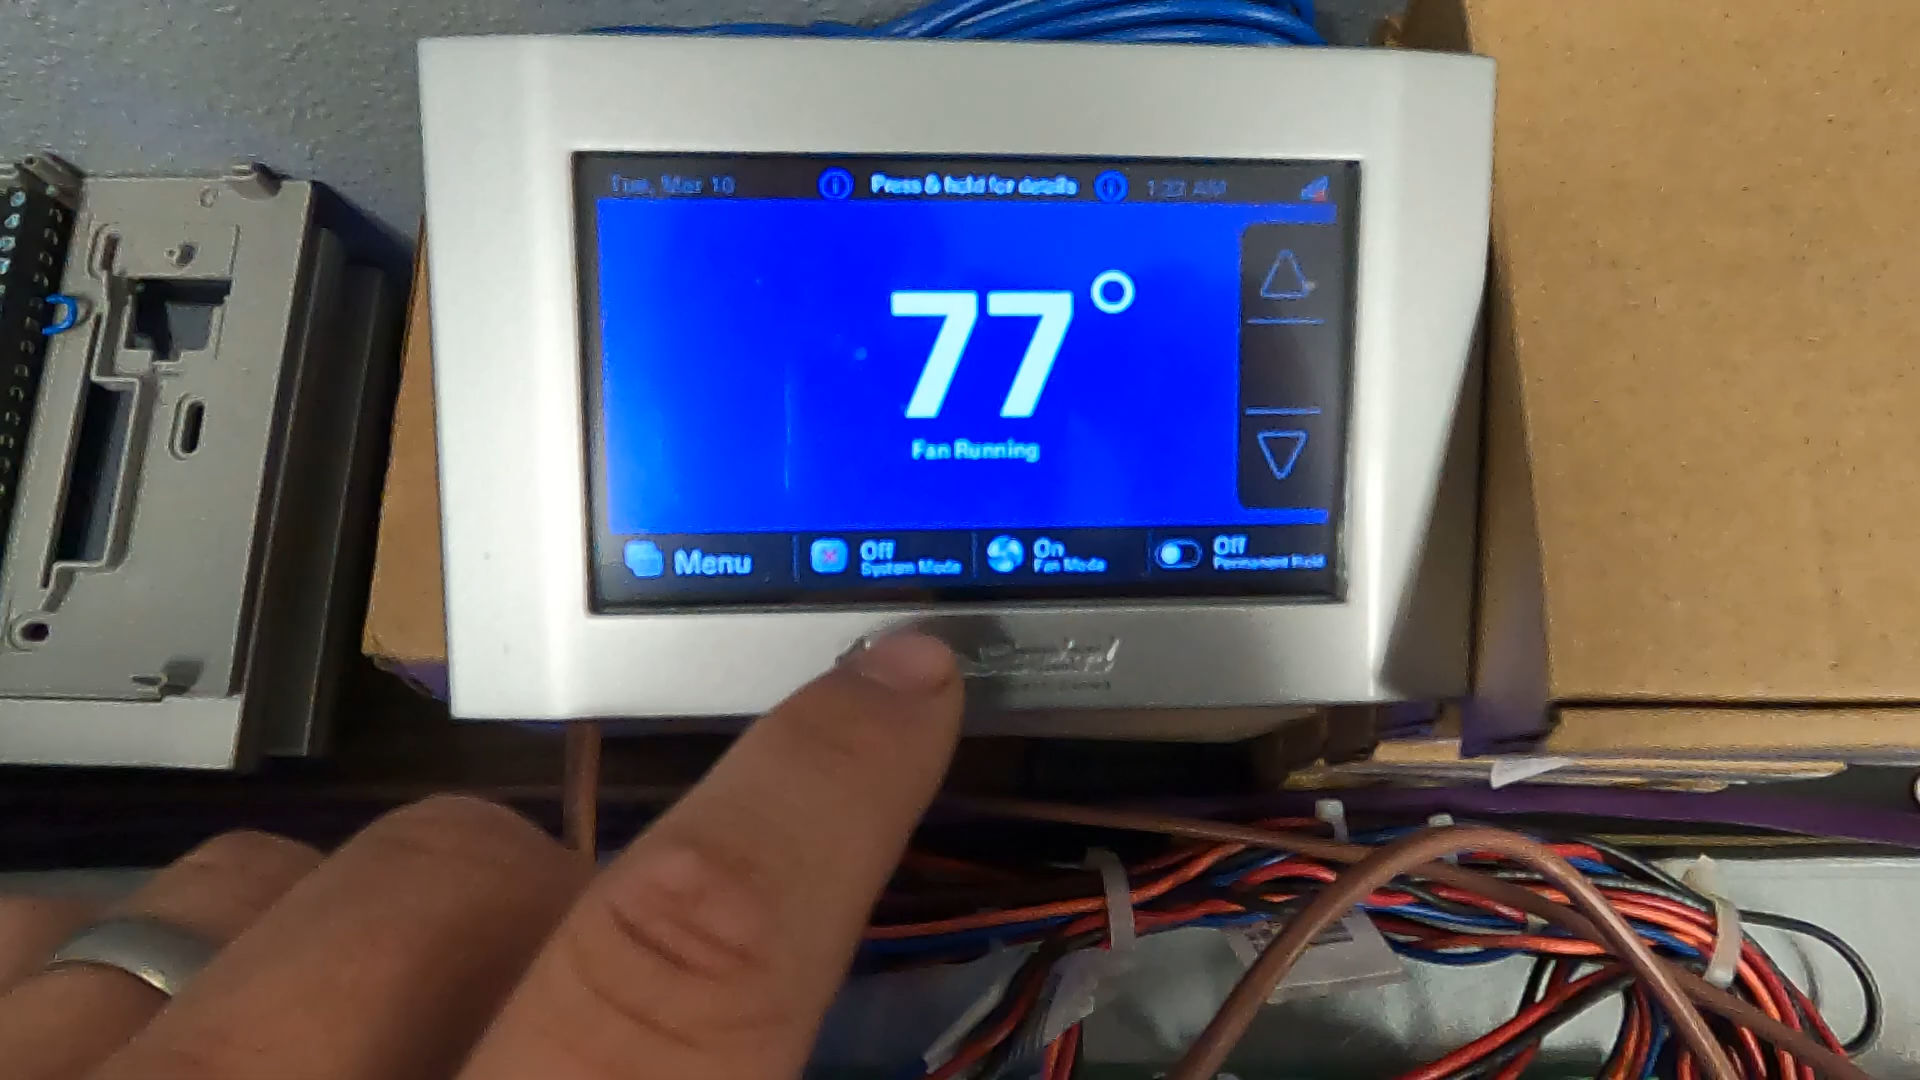 Tue, Mar 10
Press & hold for details
AM
77°
Fan Running
Menu
Off
System Mode
On
Fan Mode
Off
Permanent Hold